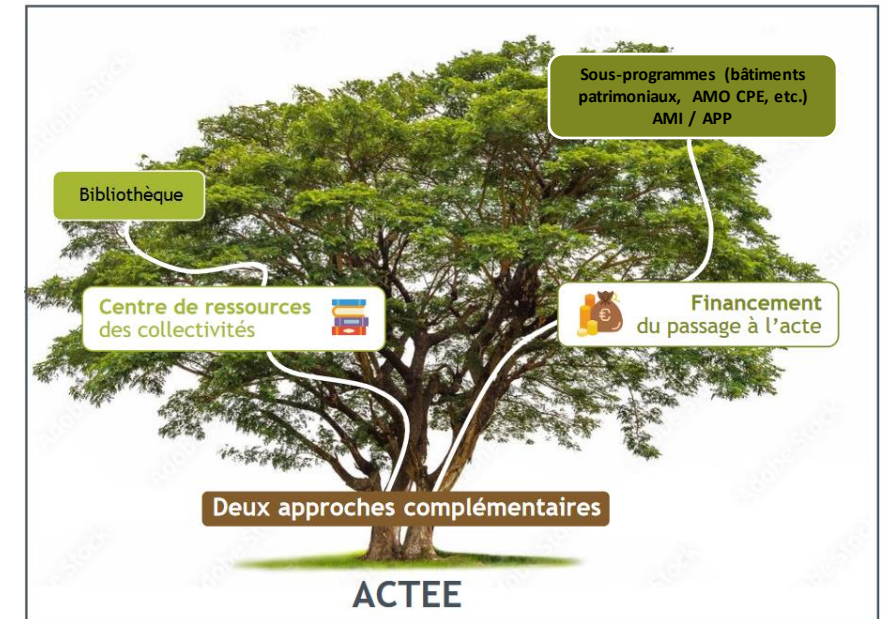 Sous-programmes (bâtiments
patrimoniaux, AMO CPE, etc.)
AMI / APP
Bibliothèque
Centre de ressources
des collectivités
Financement
du passage à l'acte
€
Deux approches complémentaires
ACTEE